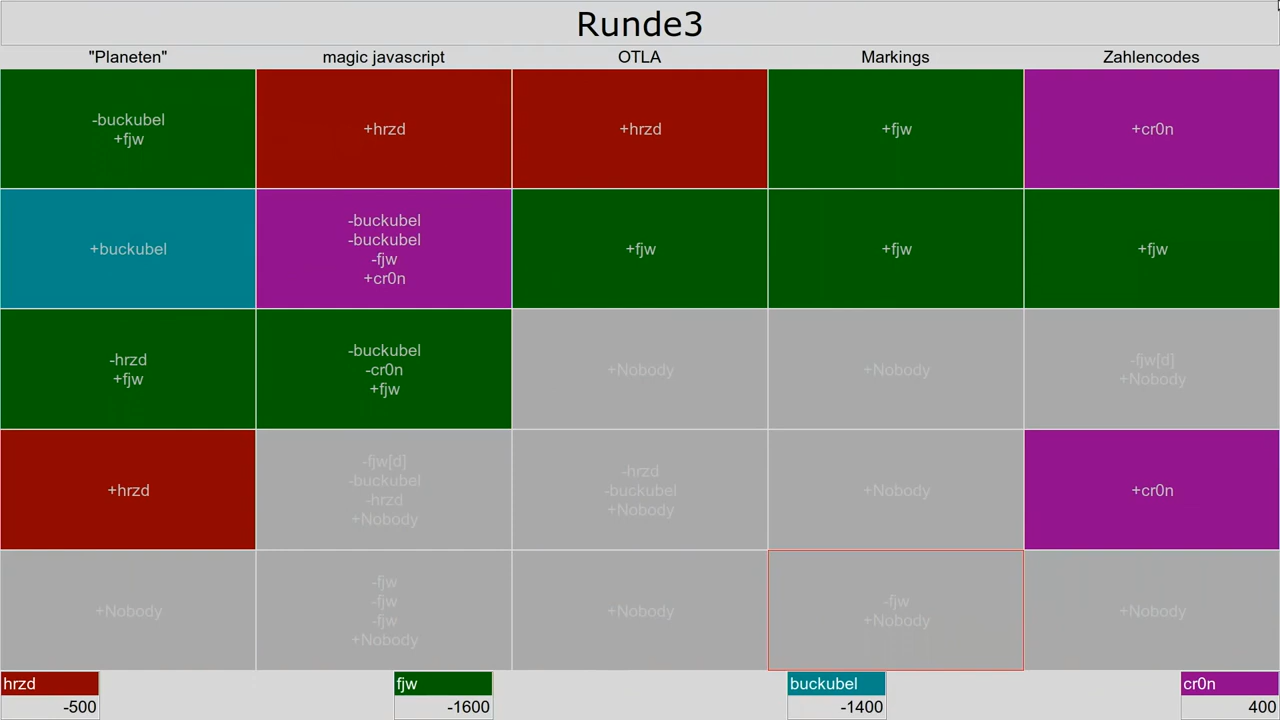 Runde3
"Planeten"
magic javascript
OTLA
Markings
Zahlencodes
-buckubel
+fjw
+hrzd
+hrzd
+fjw
+cr0n
+buckubel
-buckubel
-buckubel
-fjw
+cr0n
+fjw
+fjw
+fjw
-hrzd
+fjw
-buckubel
-cr0n
+fjw
+Nobody
+Nobody
-fjw[d]
+Nobody
+hrzd
-fjw[d]
-buckubel
-hrzd
+Nobody
-hrzd
-buckubel
+Nobody
+Nobody
+cr0n
+Nobody
-fjw
-fjw
-fjw
+Nobody
+Nobody
-fjw
+Nobody
+Nobody
hrzd
-500
fjw
-1600
buckubel
-1400
cr0n
400